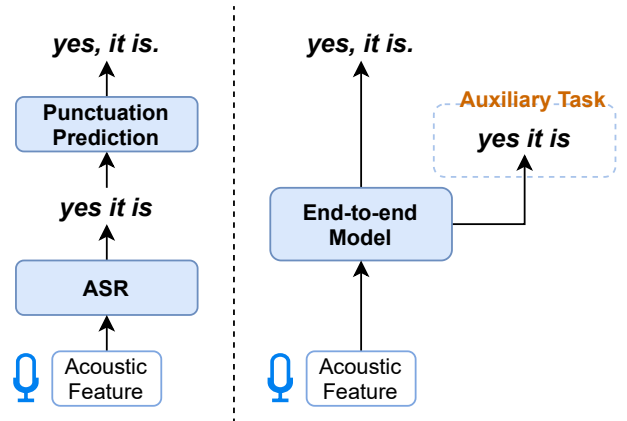 yes, it is.
Punctuation
Prediction
yes it is
ASR
Acoustic
Feature
yes, it is.
Auxiliary Task
yes it is
End-to-end
Model
Acoustic
Feature